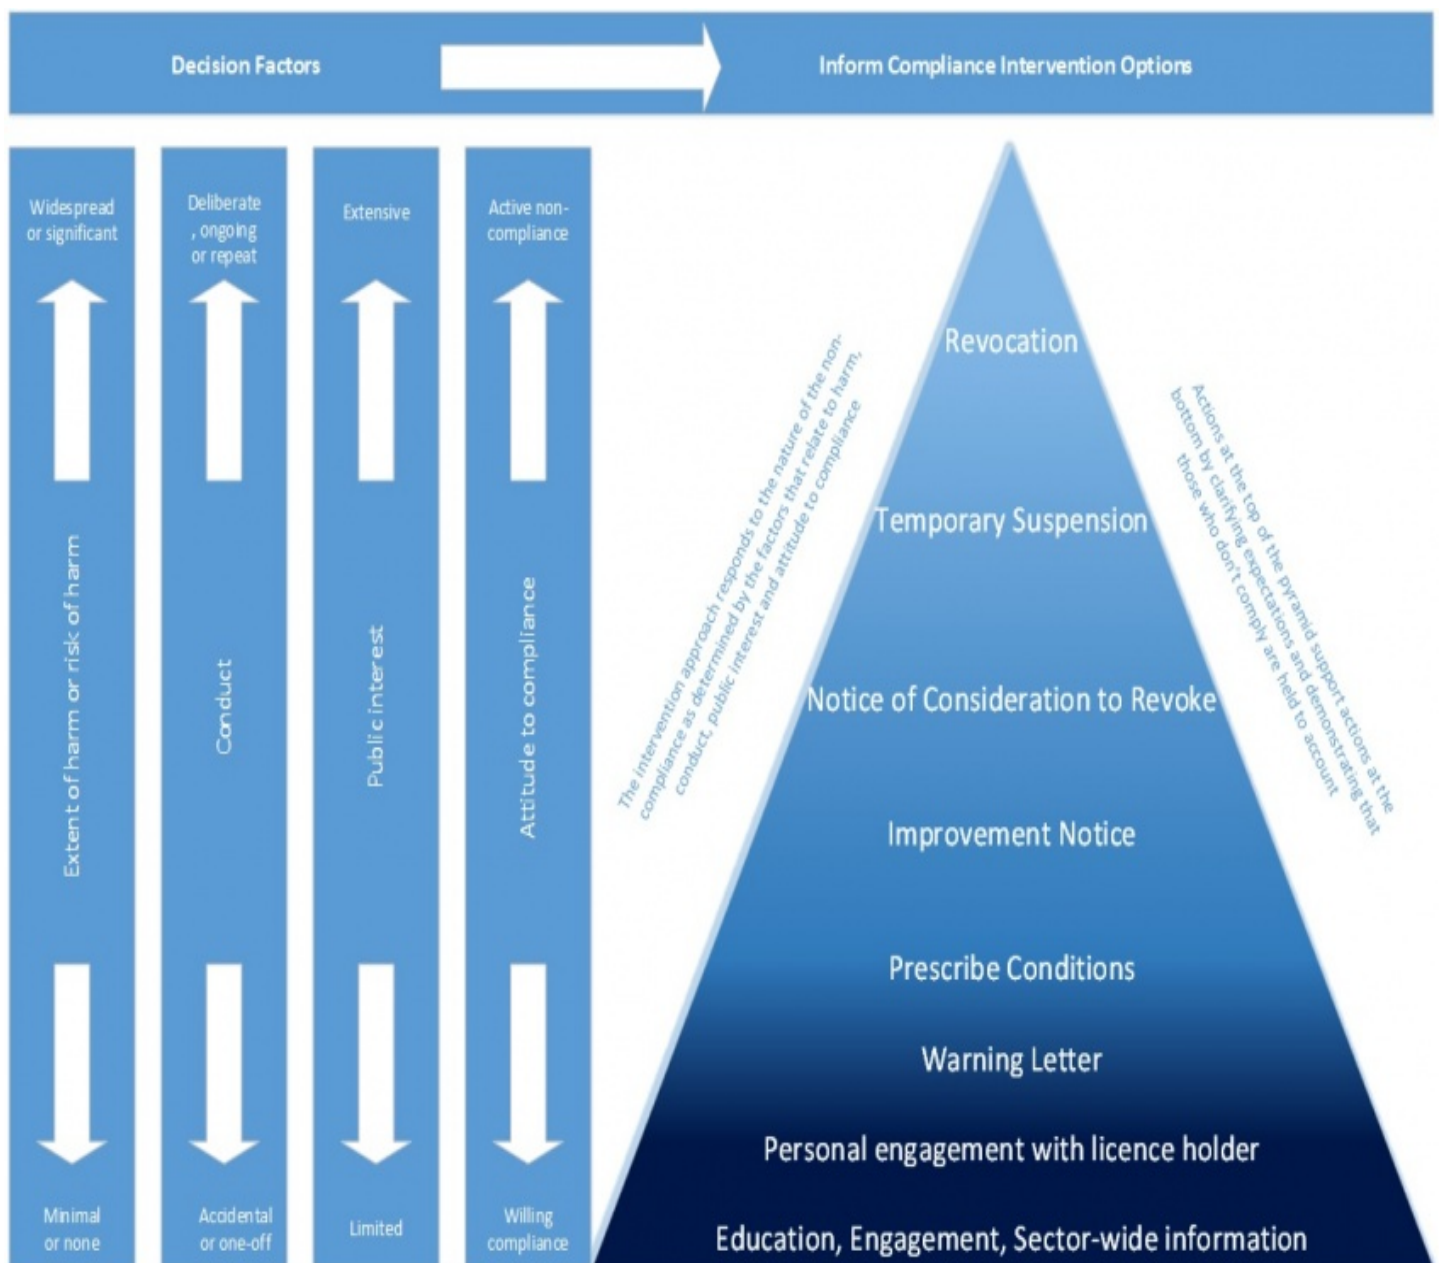 Decision Factors
Inform Compliance Intervention Options
Widespread
or significant
Extent of harm or risk of harm
Minimal
or none
Deliberate
, ongoing
or repeat
Conduct
Accidental
or one-off
Extensive
Public interest
Limited
Active non-
compliance
Attitude to compliance
Willing
compliance
The intervention approach responds to the nature of the non-
compliance as determined by the factors that relate to harm,
conduct, public interest and attitude to compliance
Revocation
Temporary Suspension
Notice of Consideration to Revoke
Improvement Notice
Prescribe Conditions
Warning Letter
Personal engagement with licence holder
Education, Engagement, Sector-wide information
Actions at the top of the pyramid support actions at the
bottom by clarifying expectations and demonstrating that
those who don't comply are held to account